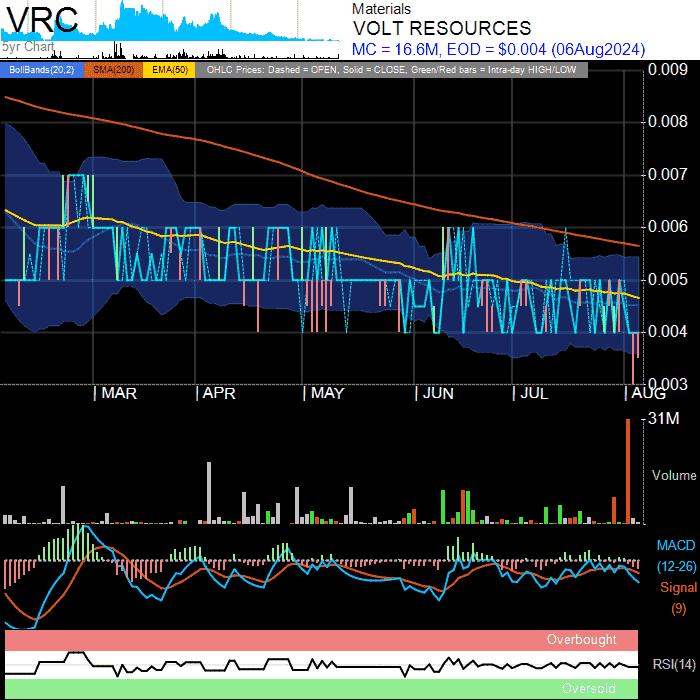 VRC
5yr Chart
Materials
VOLT RESOURCES
MC = 16.6M, EOD = $0.004 (06Aug2024)
BollBands(20,2) SMA(200) EMA(50) OHLC Prices: Dashed = OPEN, Solid = CLOSE, Green/Red bars = Intra-day HIGH/LOW
0.009
0.008
0.007
0.006
0.005
0.004
0.003
MAR APR MAY JUN JUL AUG
31M
Volume
MACD
(12-26)
Signal
(9)
Overbought
RSI(14)
Oversold